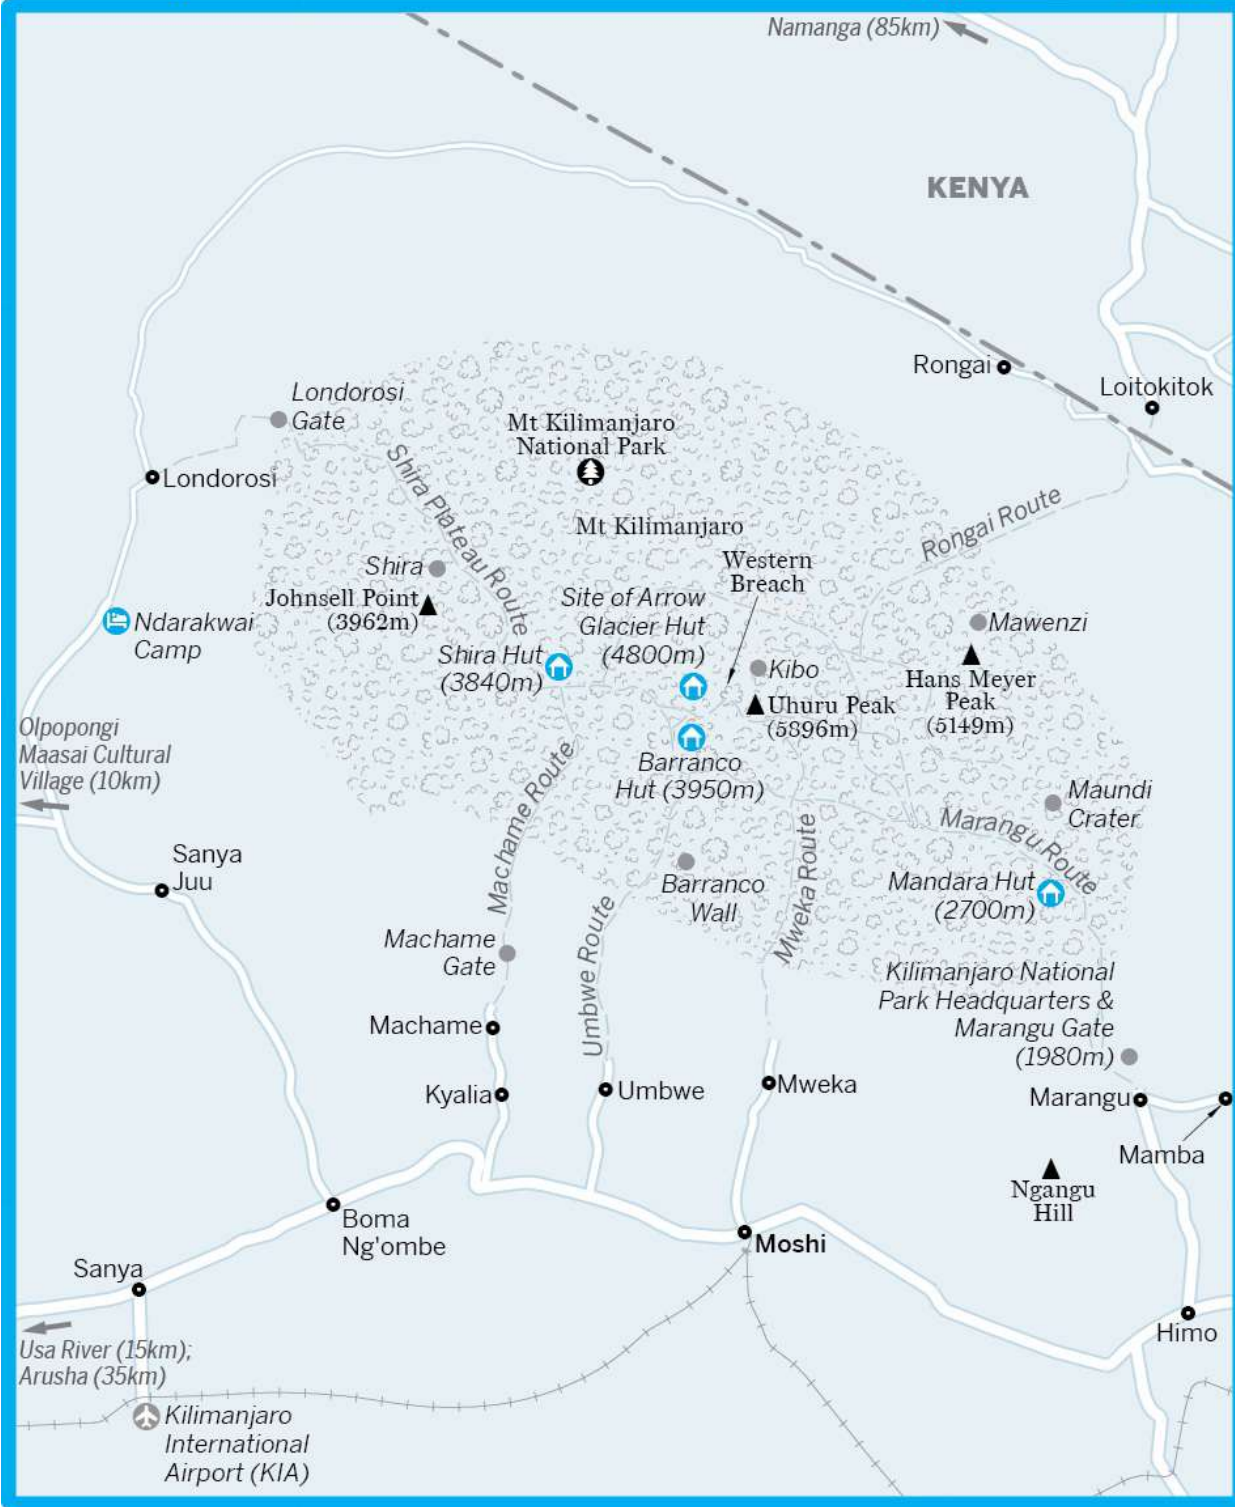 Namanga (85km)
KENYA
Rongai
Loitokitok
Londorosi
Gate
Mt Kilimanjaro
National Park
Londorosi
Shira Plateau Route
Mt Kilimanjaro
Rongai Route
Western
Breach
Shira
Johnsell Point
(3962m)
Site of Arrow
Glacier Hut
(4800m)
Ndarakwai
Camp
Mawenzi
Shira Hut
(3840m)
Kibo
Hans Meyer
Peak
(5149m)
Uhuru Peak
(5896m)
Olpopongi
Maasai Cultural
Village (10km)
Barranco
Hut (3950m)
Machame Route
Maundi
Crater
Marangu Route
Mweka Route
Sanya
Juu
Barranco
Wall
Mandara Hut
(2700m)
Umbwe Route
Machame
Gate
Kilimanjaro National
Park Headquarters &
Marangu Gate
(1980m)
Machame
Kyalia
Umbwe
Mweka
Marangu
Mamba
Ngangu
Hill
Boma
Ng'ombe
Moshi
Sanya
Himo
Usa River (15km);
Arusha (35km)
Kilimanjaro
International
Airport (KIA)